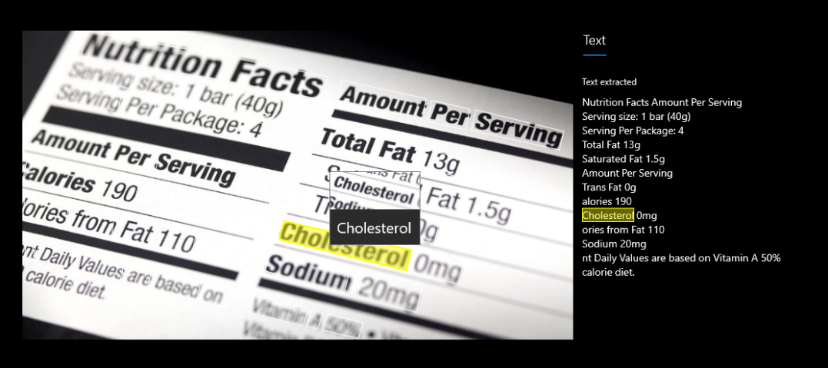 Nutrition Facts
Serving size: 1 bar (40g)
Serving Per Package: 4
Amount Per Serving
alories 190
lories from Fat 110
nt Daily Values are based on
calorie diet.
Amount Per Serving
Total Fat 13g
Fat 1.5g
Cholesterol
Cholesterol
0g
Cholesterol 0mg
Sodium 20mg
Vitamin A 50% •
Text
Text extracted
Nutrition Facts Amount Per Serving
Serving size: 1 bar (40g)
Serving Per Package: 4
Total Fat 13g
Saturated Fat 1.5g
Amount Per Serving
Trans Fat 0g
alories 190
Cholesterol 0mg
ories from Fat 110
Sodium 20mg
nt Daily Values are based on Vitamin A 50%
calorie diet.